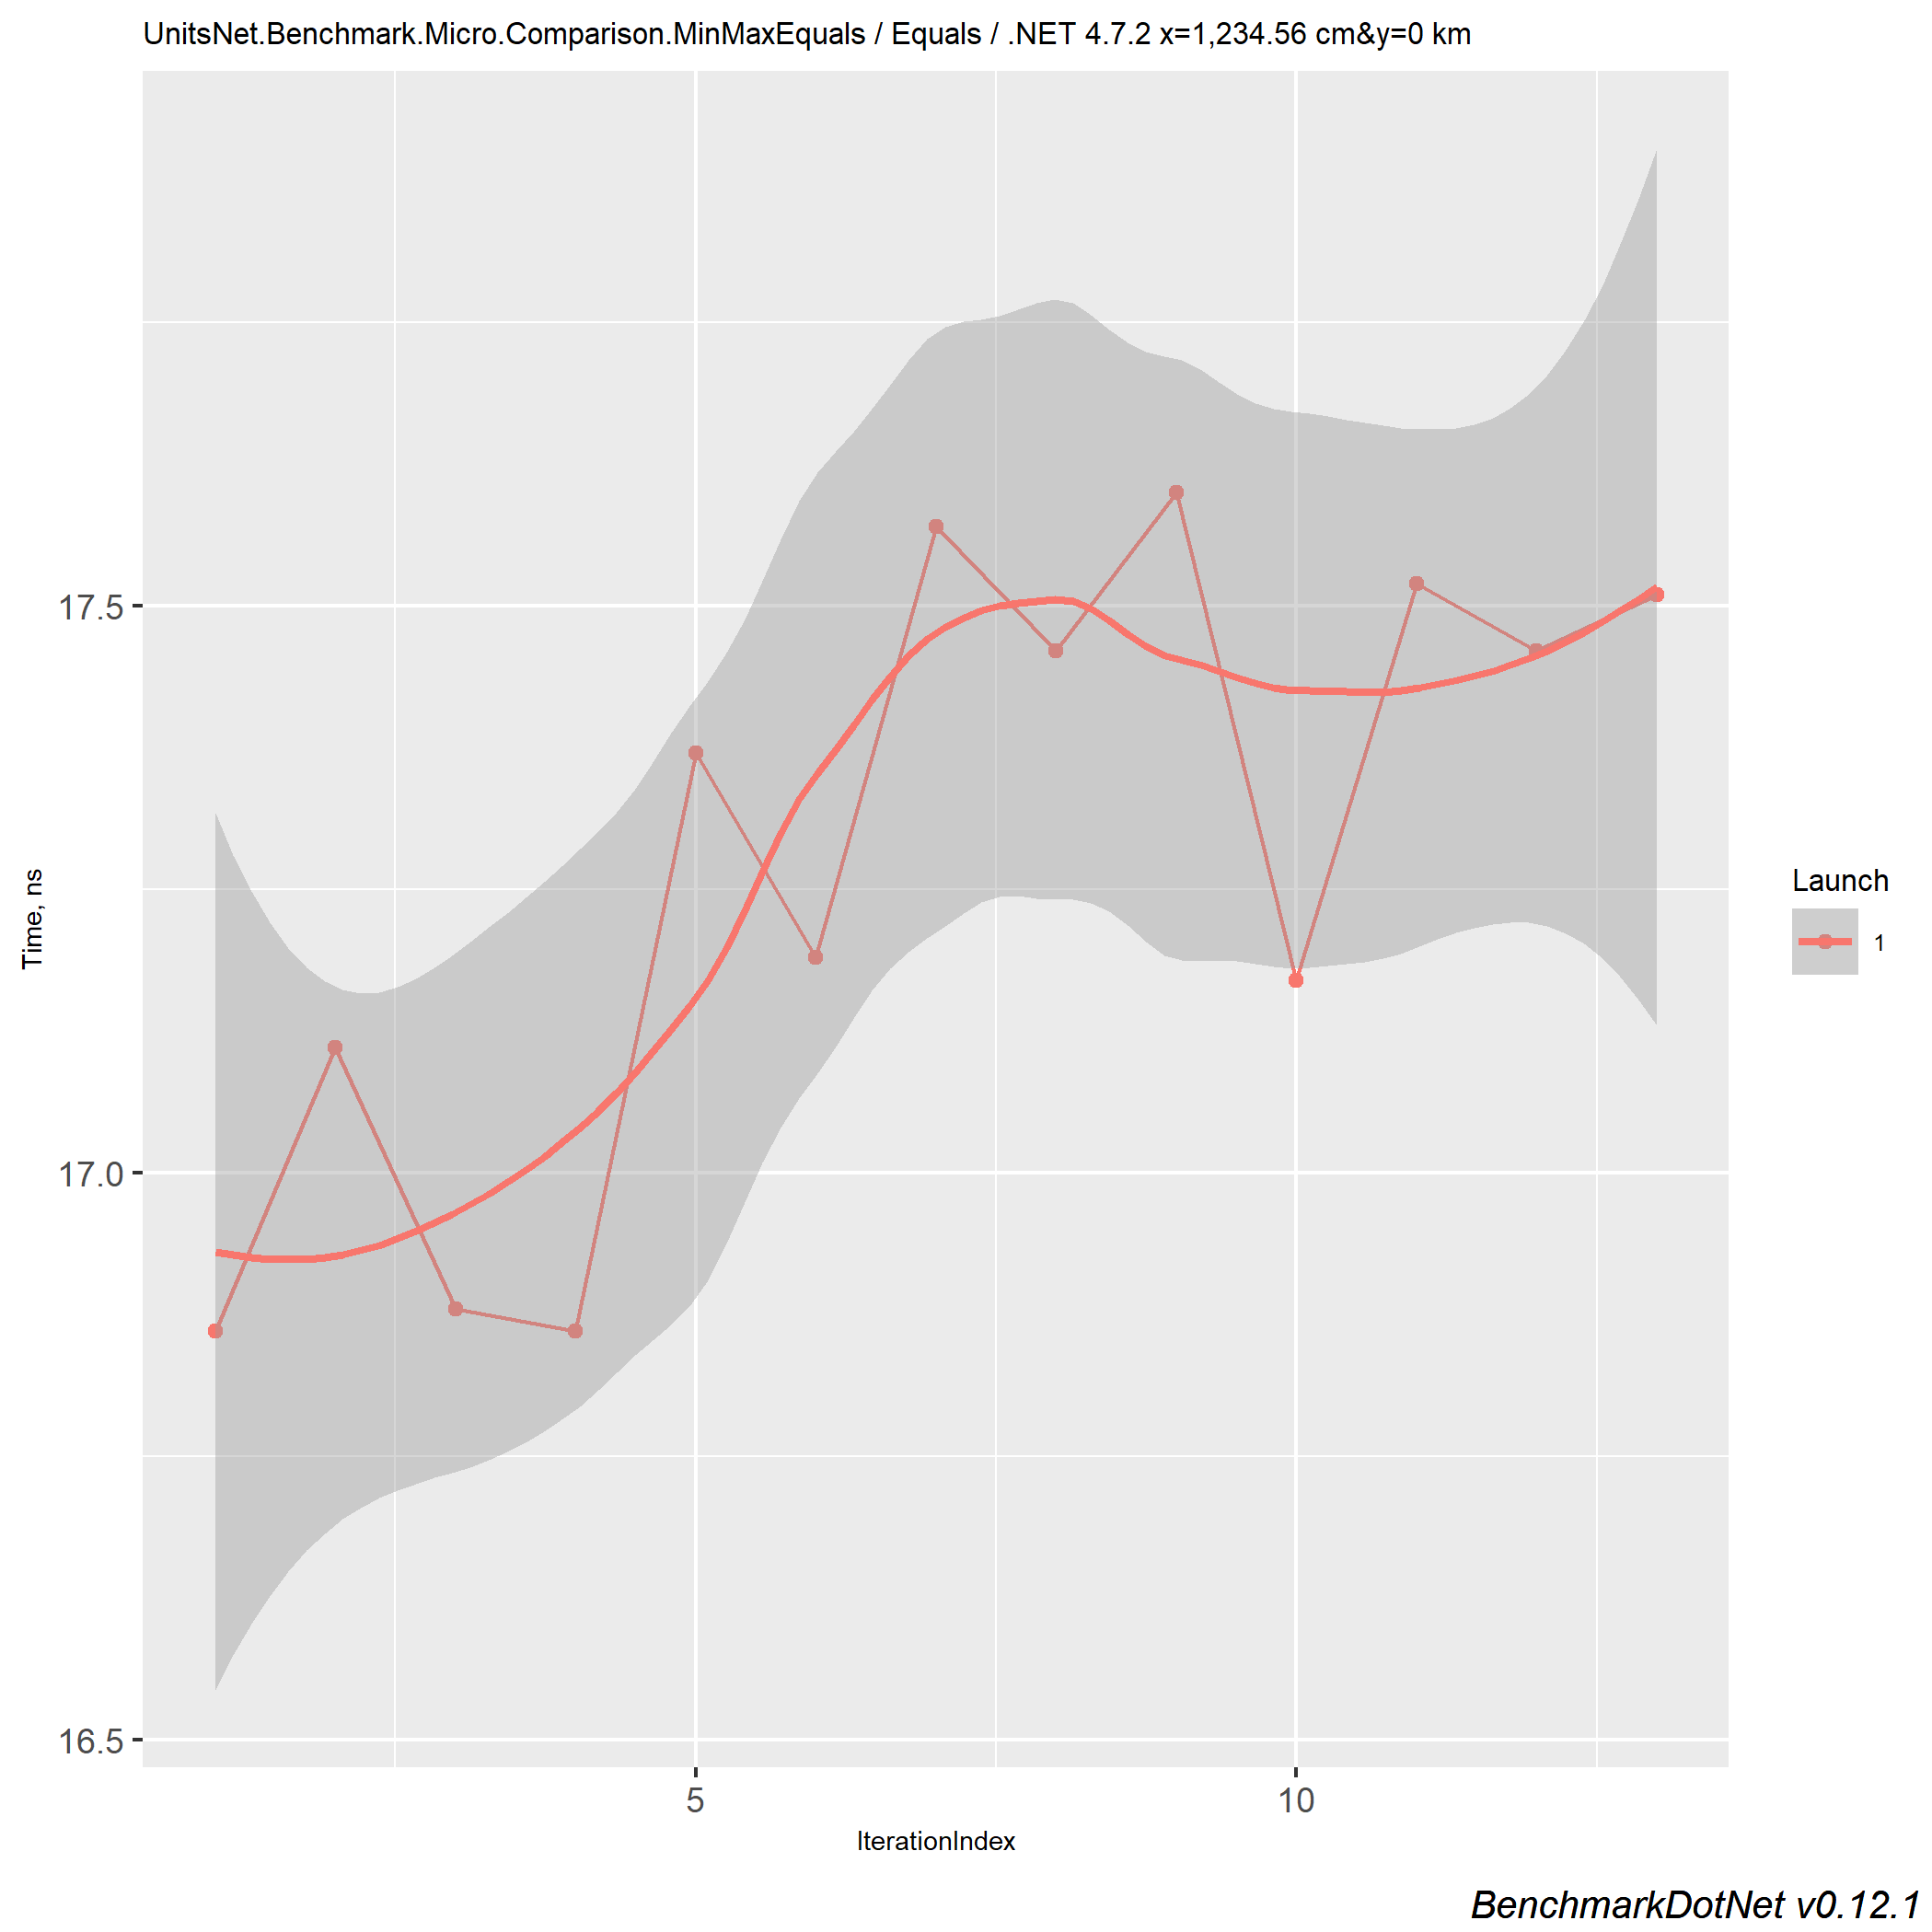 UnitsNet.Benchmark.Micro.Comparison.MinMaxEquals / Equals / .NET 4.7.2 x=1,234.56 cm&y=0 km
17.5
17.0
16.5
Time, ns
5
10
IterationIndex
Launch
1
BenchmarkDotNet v0.12.1